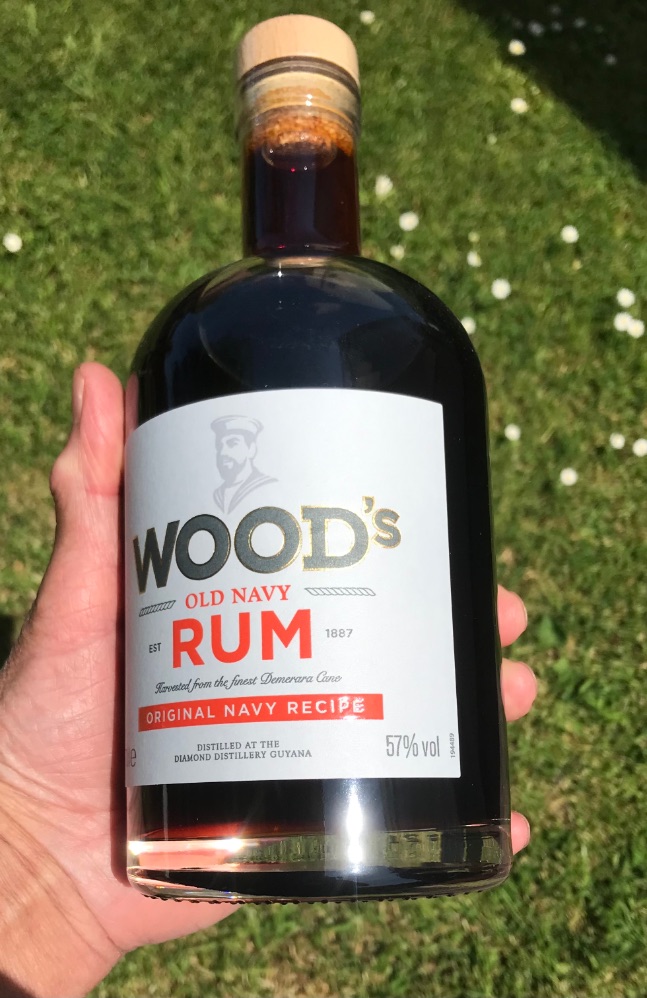 WOOD's
OLD NAVY
EST RUM 1887
Harvested from the finest Demerara Cane
ORIGINAL NAVY RECIPE
DISTILLED AT THE
DIAMOND DISTILLERY GUYANA
57% vol